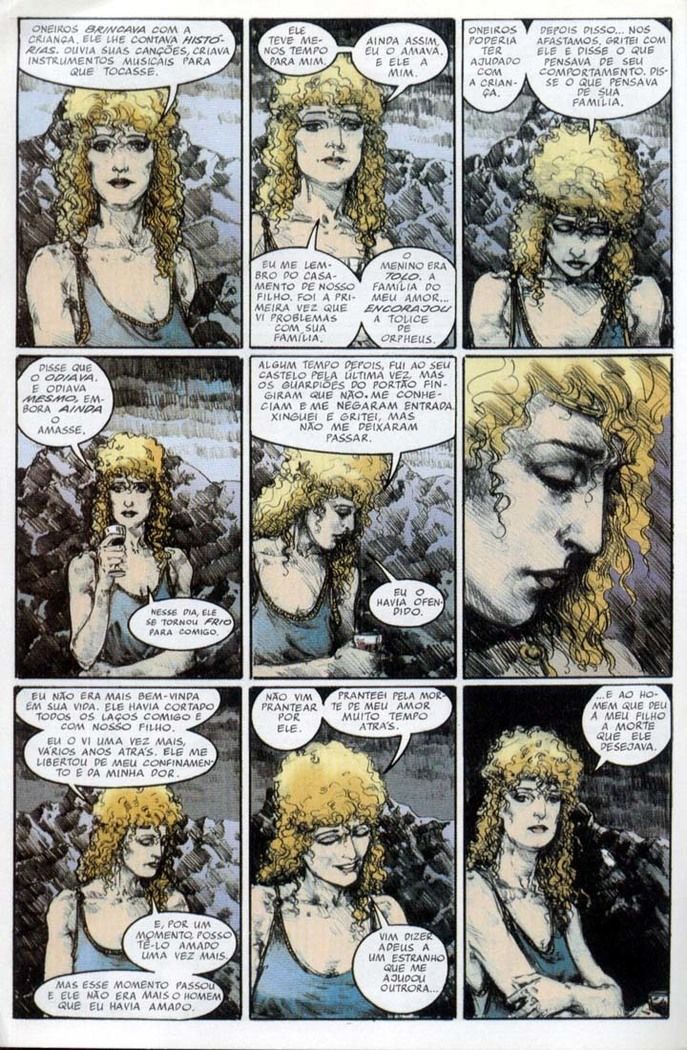 ONEIROS BRINCAVA COM A
CRIANÇA. ELE LHE CONTAVA HISTÓ-
RIAS. OUVIA SUAS CANÇÕES, CRIAVA
INSTRUMENTOS MUSICAIS PARA
QUE TOCASSE.
ELE
TEVE ME-
NOS TEMPO
PARA MIM.
AINDA ASSIM,
EU O AMAVA.
E ELE A
MIM.
EU ME LEM-
BRO DO CASA-
MENTO DE NOSSO
FILHO. FOI A PRI-
MEIRA VEZ QUE
VI PROBLEMAS
COM SUA
FAMÍLIA.
O
MENINO ERA
TOLO. A
FAMÍLIA DO
MEU AMOR...
ENCORAJOU
A TOLICE
DE
ORPHEUS.
ONEIROS
PODERIA
TER
AJUDADO
COM
A CRIAN-
ÇA.
DEPOIS DISSO... NOS
AFASTAMOS, GRITEI COM
ELE E DISSE O QUE
PENSAVA DE SEU
COMPORTAMENTO. DIS-
SE O QUE PENSAVA
DE SUA
FAMÍLIA.
DISSE QUE
O ODIAVA.
E ODIAVA
MESMO, EM-
BORA AINDA
O
AMASSE.
NESSE DIA, ELE
SE TORNOU FRIO
PARA COMIGO.
ALGUM TEMPO DEPOIS, FUI AO SEU
CASTELO PELA ÚLTIMA VEZ, MAS
OS GUARDIÕES DO PORTÃO FIN-
GIRAM QUE NÃO. ME CONHE-
CIAM E ME NEGARAM ENTRADA.
XINGUEI E GRITEI, MAS
NÃO ME DEIXARAM
PASSAR.
EU O
HAVIA OFEN-
DIDO.
EU NÃO ERA MAIS BEM-VINDA
EM SUA VIDA. ELE HAVIA CORTADO
TODOS OS LAÇOS COMIGO E
COM NOSSO FILHO.
EU O VI UMA VEZ MAIS,
VÁRIOS ANOS ATRÁS. ELE ME
LIBERTOU DE MEU CONFINAMEN-
TO E DA MINHA DOR.
E, POR UM
MOMENTO, POSSO
TÊ-LO AMADO
UMA VEZ MAIS.
MAS ESSE MOMENTO PASSOU
E ELE NÃO ERA MAIS O HOMEM
QUE EU HAVIA AMADO.
NÃO VIM
PRANTEAR
POR
ELE.
PRANTEEI PELA MOR-
TE DE MEU AMOR
MUITO TEMPO
ATRÁS.
VIM DIZER
ADEUS A
UM ESTRANHO
QUE ME
AJUDOU
OUTRORA...
...E AO HO-
MEM QUE DEU
A MEU FILHO
A MORTE
QUE ELE
DESEJAVA.